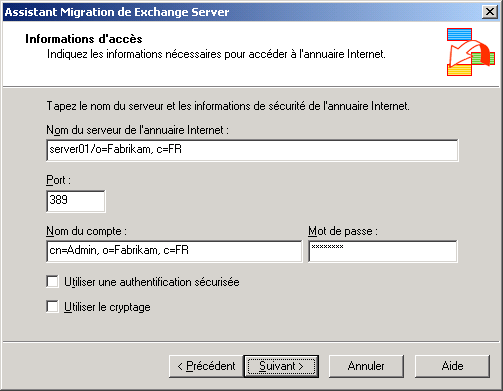 Assistant Migration de Exchange Server
Informations d'accès
Indiquez les informations nécessaires pour accéder à l'annuaire Internet.
Tapez le nom du serveur et les informations de sécurité de l'annuaire Internet.
Nom du serveur de l'annuaire Internet :
server01/o=Fabrikam, c=FR
Port :
389
Nom du compte :
Mot de passe :
cn=Admin, o=Fabrikam, c=FR
********
Utiliser une authentification sécurisée
Utiliser le cryptage
< Précédent
Suivant >
Annuler
Aide